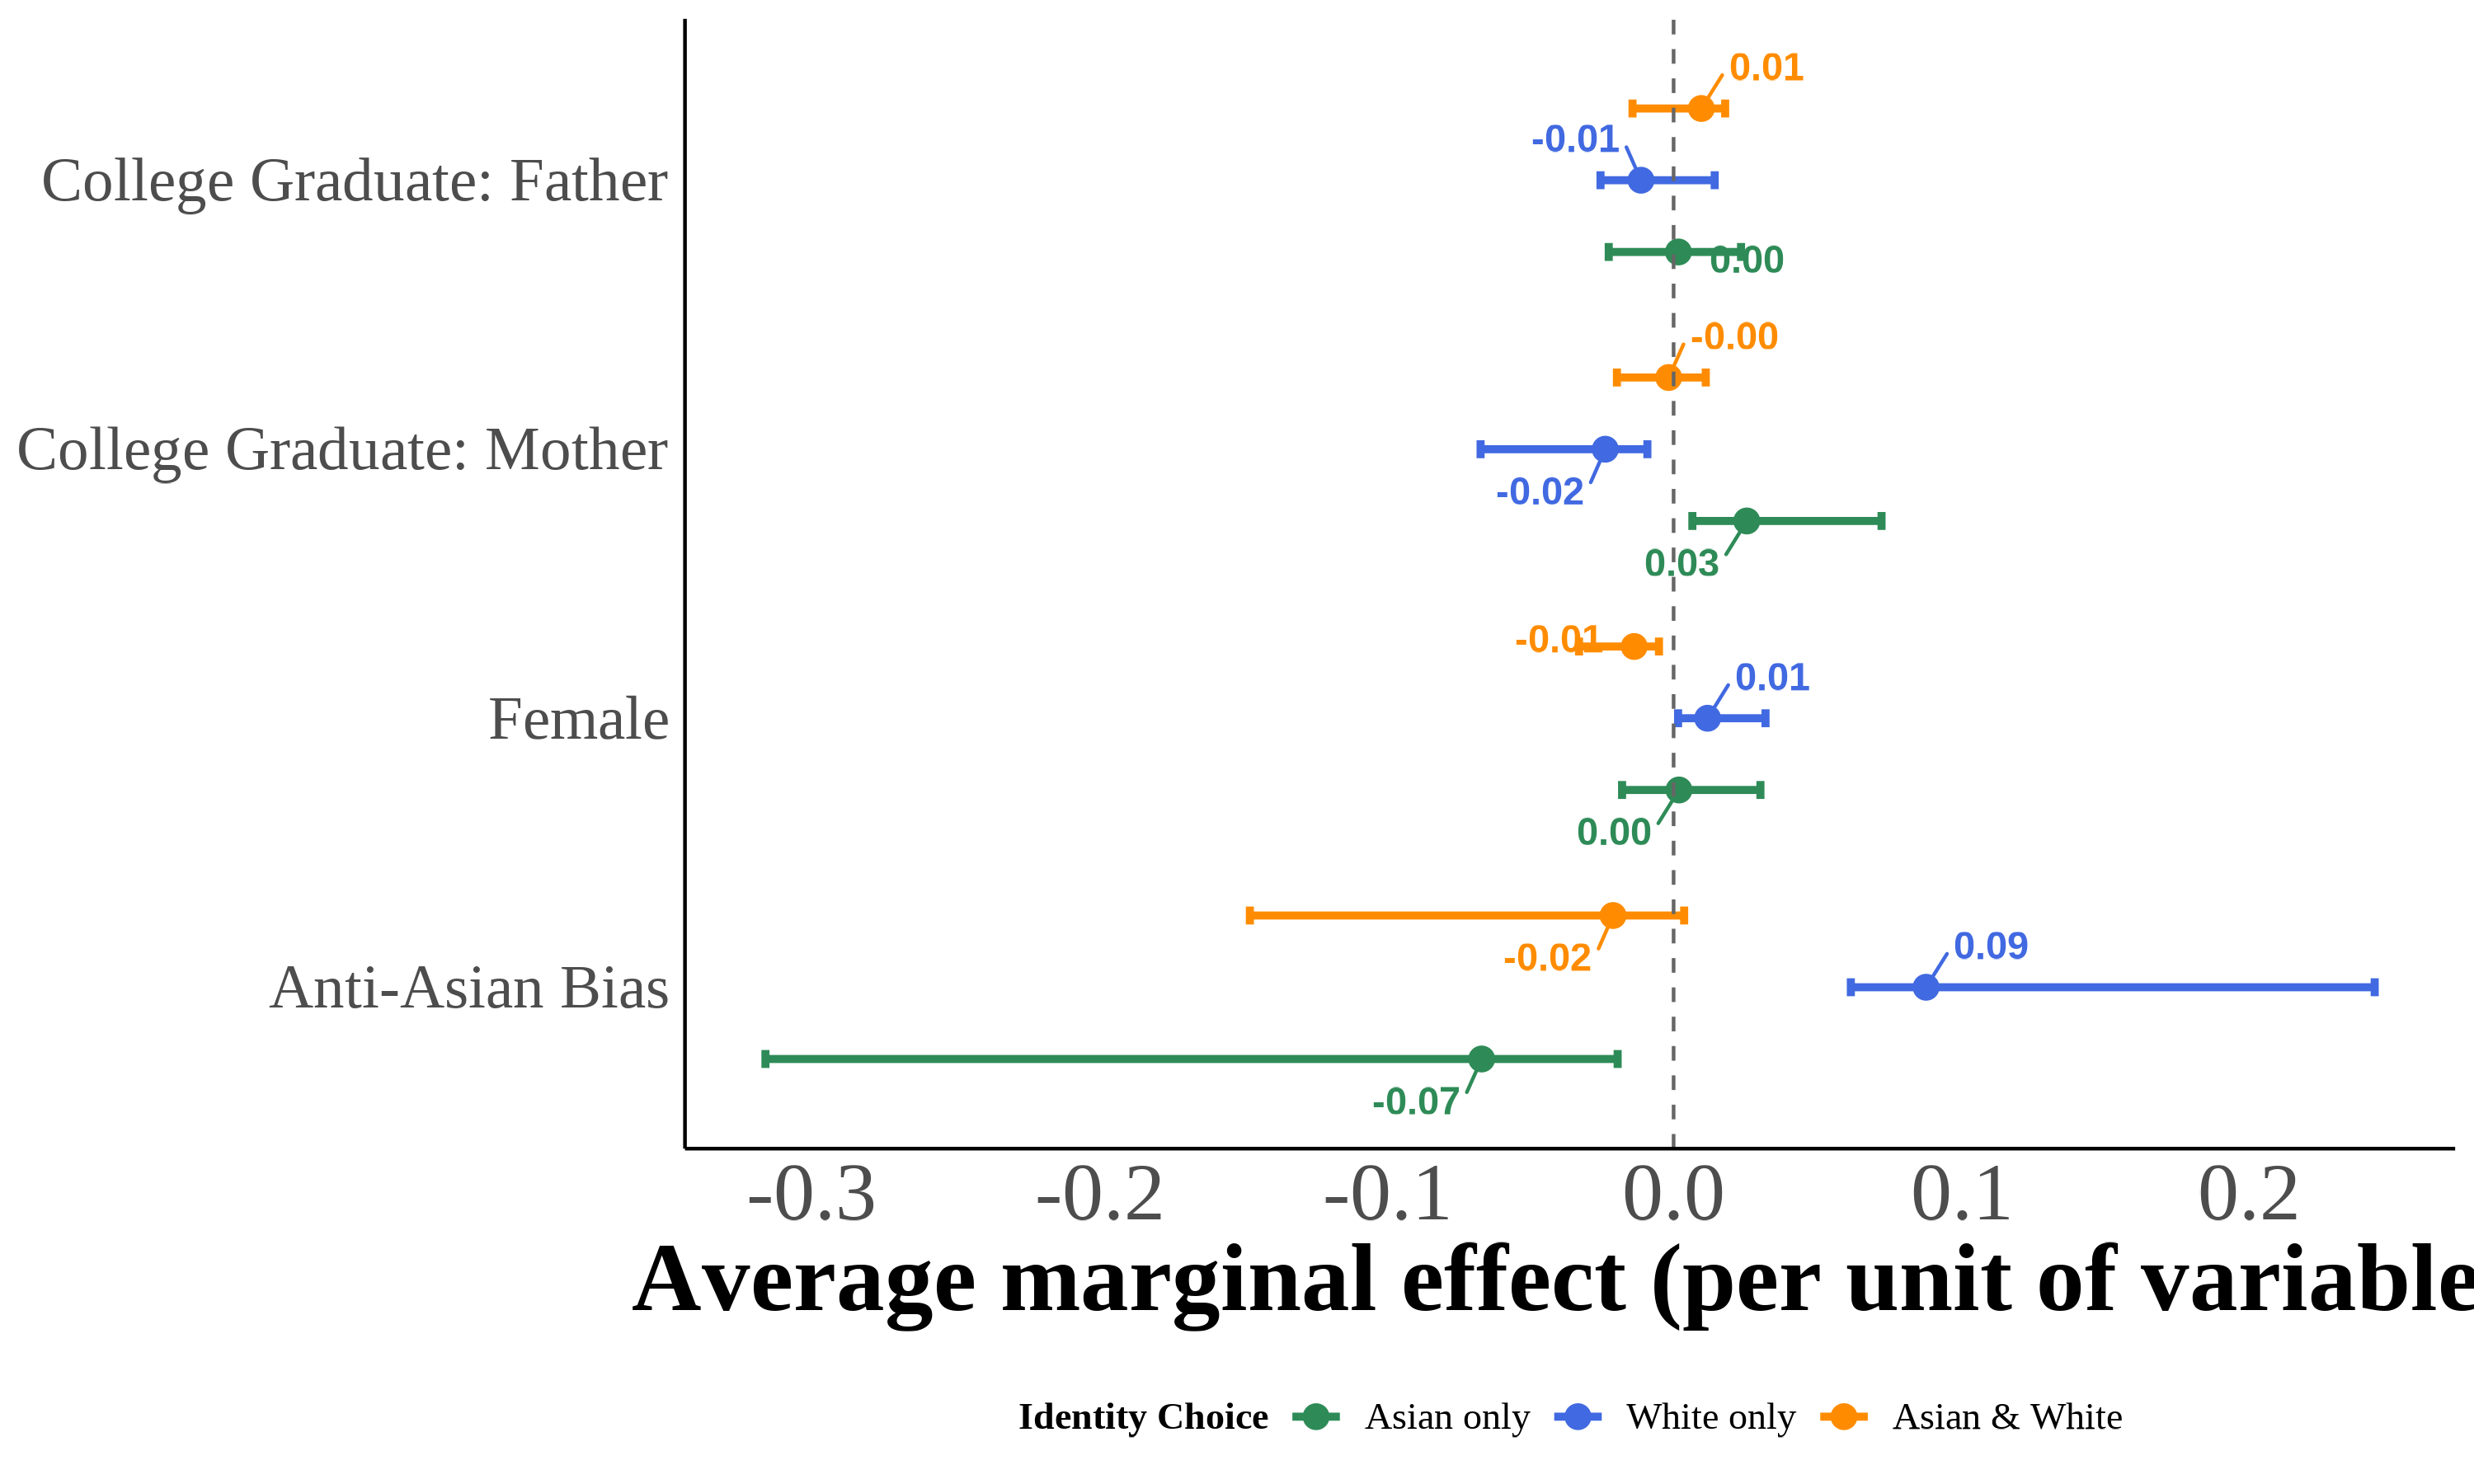 0.01
-0.01
College Graduate: Father
0.00
-0.00
College Graduate: Mother
-0.02
0.03
-0.01
0.01
Female
0.00
-0.02
0.09
Anti-Asian Bias
-0.07
-0.3 -0.2 -0.1 0.0 0.1 0.2
Average marginal effect (per unit of variable
Identity Choice Asian only White only Asian & White